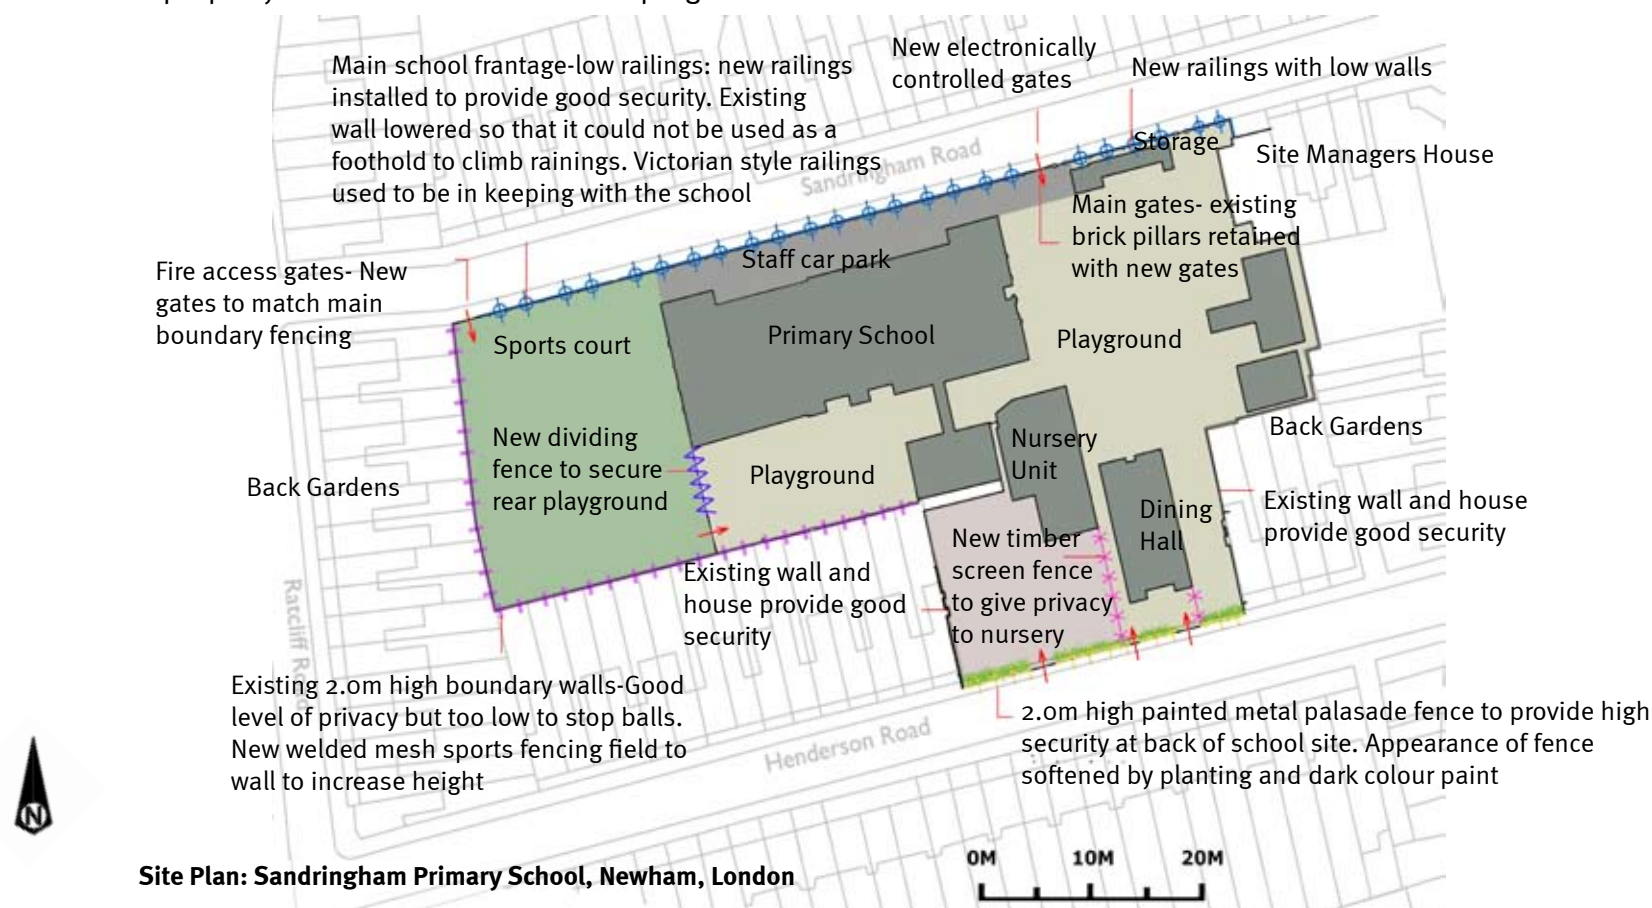 Main school frantage-low railings: new railings
installed to provide good security. Existing
wall lowered so that it could not be used as a
foothold to climb rainings. Victorian style railings
used to be in keeping with the school
New electronically
controlled gates
New railings with low walls
Sandringham Road
Storage
Site Managers House
Main gates- existing
brick pillars retained
with new gates
Fire access gates- New
gates to match main
boundary fencing
Staff car park
Sports court
Primary School
Playground
New dividing
fence to secure
rear playground
Playground
Nursery
Unit
Back Gardens
Back Gardens
Dining
Hall
Existing wall and house
provide good security
New timber
screen fence
to give privacy
to nursery
Existing wall and
house provide good
security
Ratcliff Road
Existing 2.0m high boundary walls-Good
level of privacy but too low to stop balls.
New welded mesh sports fencing field to
wall to increase height
Henderson Road
2.0m high painted metal palasade fence to provide high
security at back of school site. Appearance of fence
softened by planting and dark colour paint
N
0M 10M 20M
Site Plan: Sandringham Primary School, Newham, London